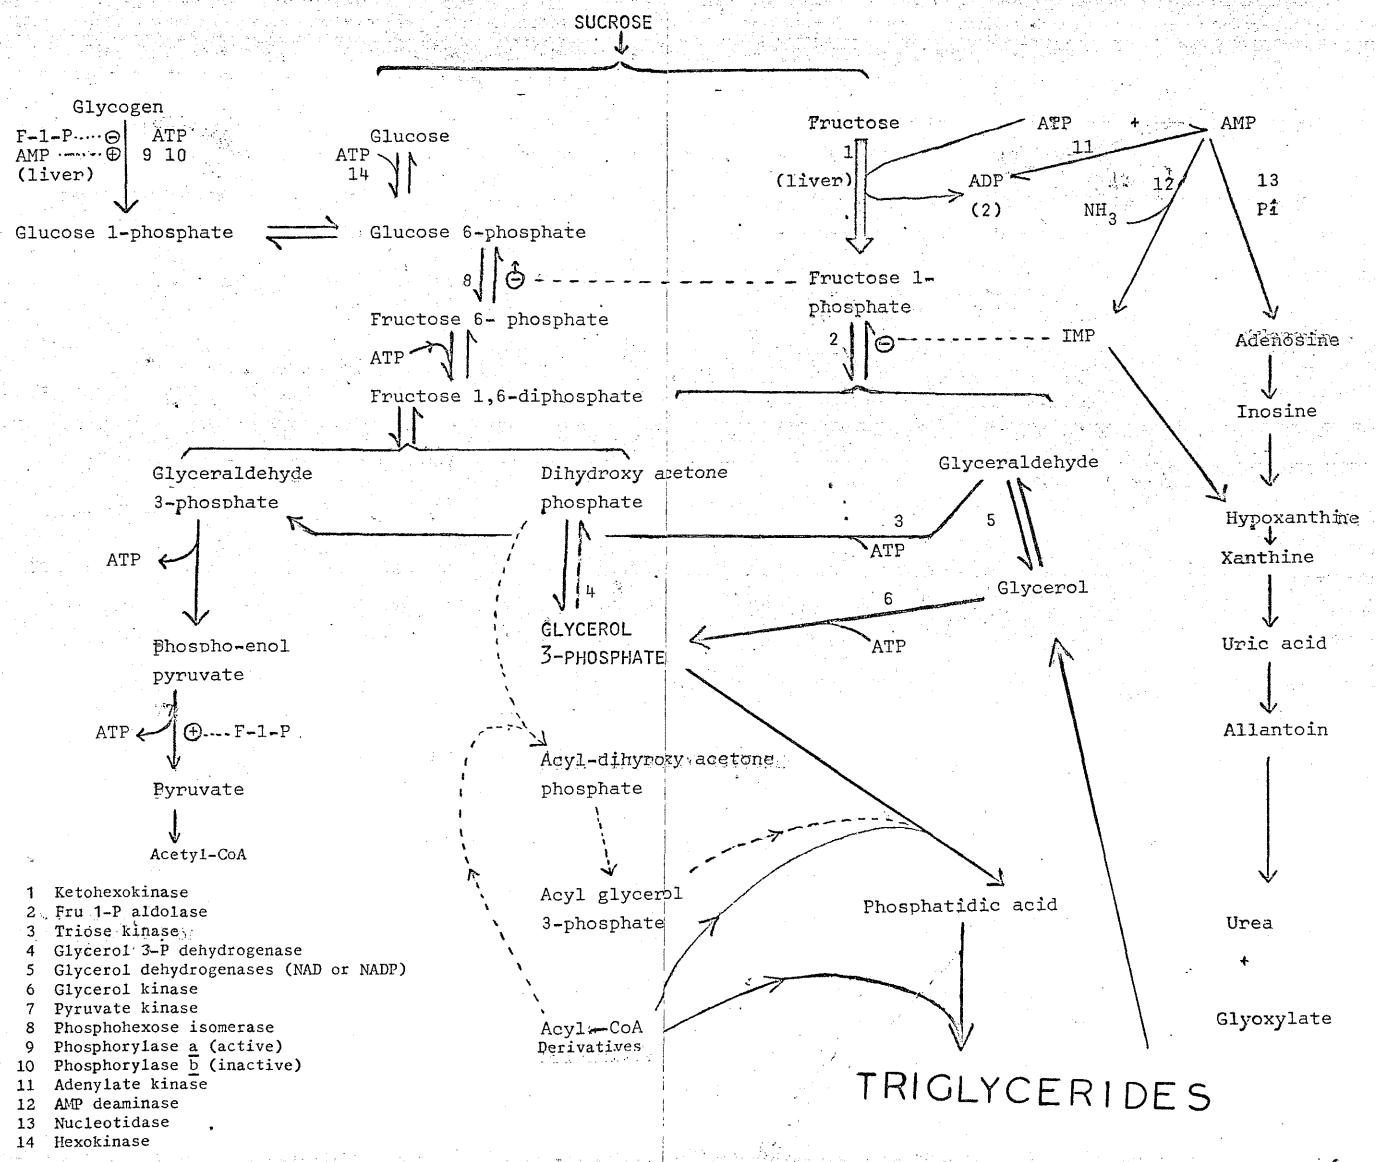 SUCROSE
Glycogen
F-1-P.....⊖ ATP
AMP ......⊕ 9 10
(liver)
Glucose 1-phosphate
Glucose
ATP
14
Glucose 6-phosphate
8 ⊖
Fructose 6- phosphate
ATP
Fructose 1,6-diphosphate
Fructose
1
(liver)
ATP + AMP
11
ADP
(2)
12
NH3
13
Pi
Fructose 1-
phosphate
2 ⊖
IMP
Adenosine
Inosine
Hypoxanthine
Xanthine
Uric acid
Allantoin
Urea
+
Glyoxylate
Glyceraldehyde
3-phosphate
Dihydroxy acetone
phosphate
Glyceraldehyde
3
ATP
5
Glycerol
6
ATP
4
GLYCEROL
3-PHOSPHATE
ATP
Phospho-enol
pyruvate
7
ATP ⊕....F-1-P
Pyruvate
Acetyl-CoA
Acyl-dihyroxy acetone
phosphate
Acyl glycerol
3-phosphate
Phosphatidic acid
Acyl-CoA
Derivatives
TRIGLYCERIDES
1 Ketohexokinase
2 Fru 1-P aldolase
3 Triose kinase
4 Glycerol 3-P dehydrogenase
5 Glycerol dehydrogenases (NAD or NADP)
6 Glycerol kinase
7 Pyruvate kinase
8 Phosphohexose isomerase
9 Phosphorylase a (active)
10 Phosphorylase b (inactive)
11 Adenylate kinase
12 AMP deaminase
13 Nucleotidase
14 Hexokinase